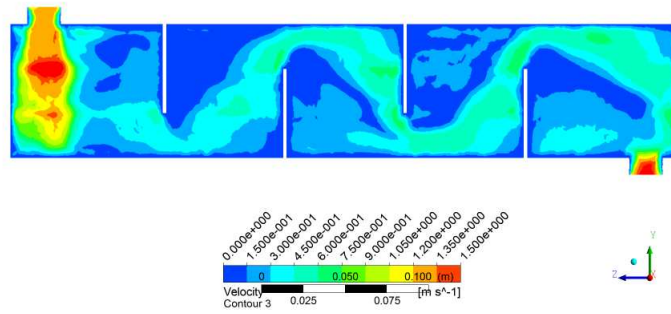 0.000e+000
1.500e-001
3.000e-001
4.500e-001
6.000e-001
7.500e-001
9.000e-001
1.050e+000
1.200e+000
1.350e+000
1.500e+000
0 0.050 0.100 (m)
Velocity [m s^-1]
Contour 3 0.025 0.075
Y
Z X